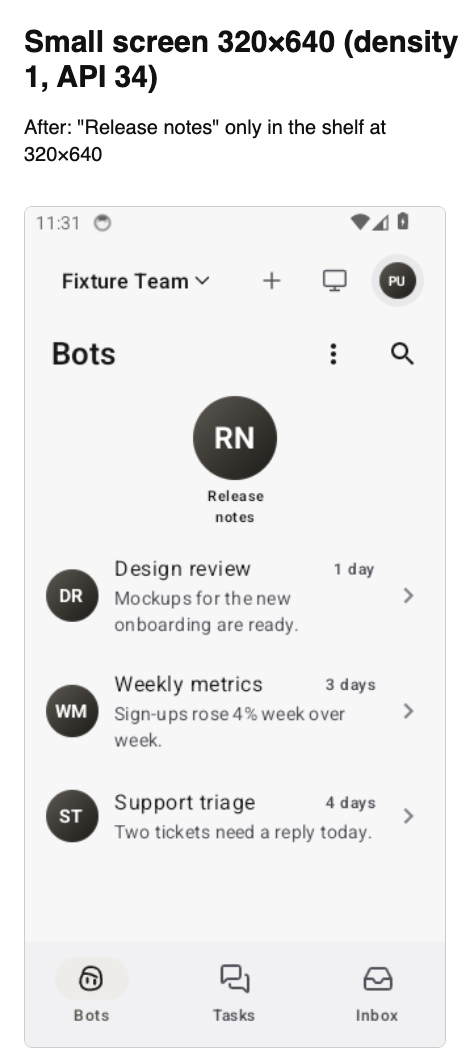 Small screen 320×640 (density
1, API 34)
After: "Release notes" only in the shelf at
320×640
11:31
Fixture Team
PU
Bots
RN
Release
notes
DR
Design review
1 day
Mockups for the new
onboarding are ready.
WM
Weekly metrics
3 days
Sign-ups rose 4% week over
week.
ST
Support triage
4 days
Two tickets need a reply today.
Bots
Tasks
Inbox